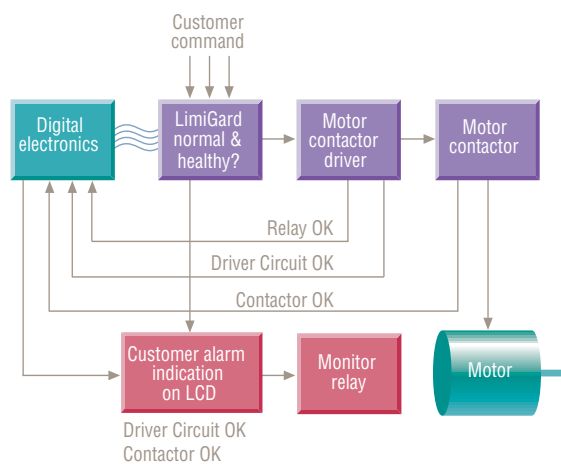 Customer
command
Digital
electronics
LimiGard
normal &
healthy?
Motor
contactor
driver
Motor
contactor
Relay OK
Driver Circuit OK
Contactor OK
Customer alarm
indication
on LCD
Monitor
relay
Motor
Driver Circuit OK
Contactor OK